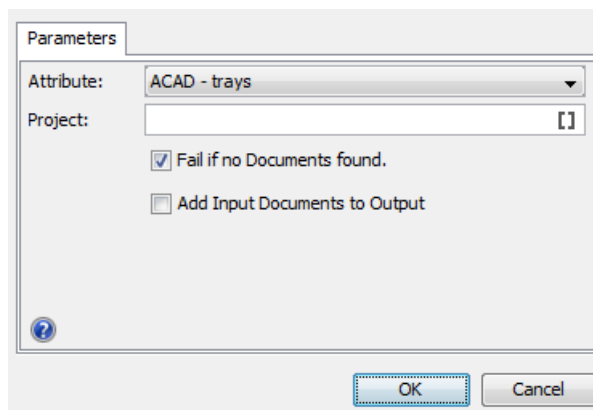 Parameters
Attribute: ACAD - trays
Project: []
Fail if no Documents found.
Add Input Documents to Output
?
OK Cancel